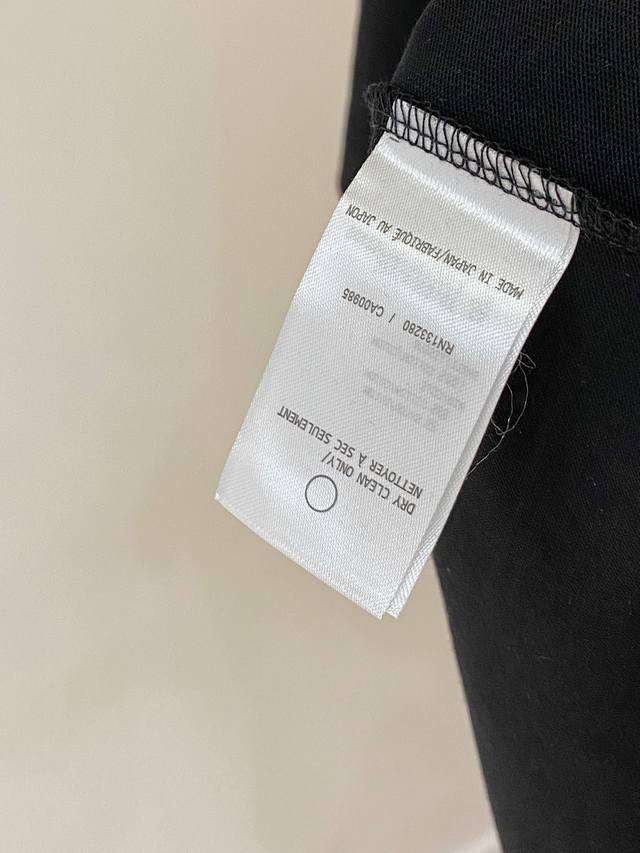 DRY CLEAN ONLY/
NETTOYER À SEC SEULEMENT
RN133280 / CA00985
MADE IN JAPAN/FABRIQUÉ AU JAPON